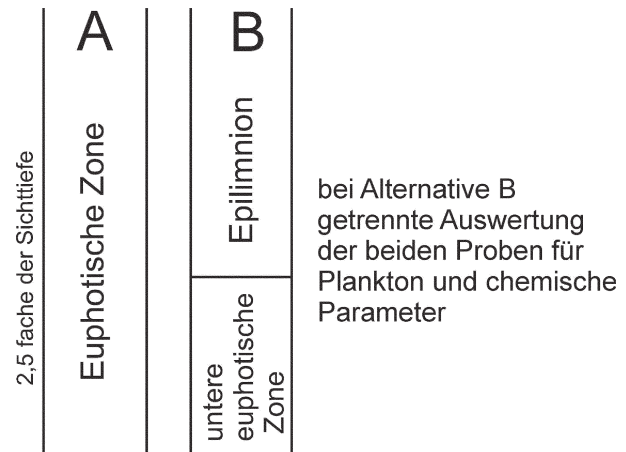 A
B
2,5 fache der Sichttiefe
Euphotische Zone
Epilimnion
untere
euphotische
Zone
bei Alternative B
getrennte Auswertung
der beiden Proben für
Plankton und chemische
Parameter